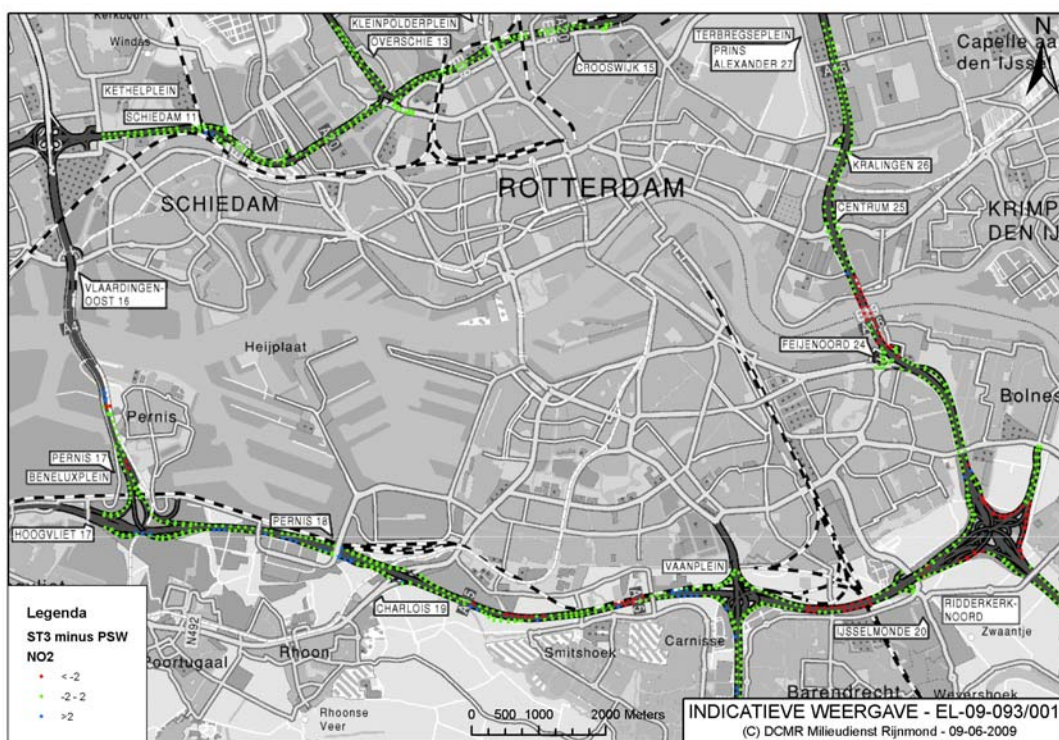 Kerkbuurt
Windas
KLEINPOLDERPLEIN
OVERSCHIE 13
KETHELPLEIN
SCHIEDAM 11
CROOSWIJK 15
TERBREGSEPLEIN
PRINS
ALEXANDER 27
Capelle aa
den IJssel
N
KRALINGEN 26
CENTRUM 25
KRIMP
DEN IJ
SCHIEDAM
ROTTERDAM
A20
VLAARDINGEN-
OOST 16
A4
Heijplaat
FEIJENOORD 24
Bolnes
Pernis
PERNIS 17
BENELUXPLEIN
HOOGVLIET 17
PERNIS 18
VAANPLEIN
CHARLOIS 19
RIDDERKERK-
NOORD
Zwaantje
IJSSELMONDE 20
Carnisse
Smitshoek
N492
Poortugaal
Rhoon
Rhoonse
Veer
Barendrecht
Wevershoek
Legenda
ST3 minus PSW
NO2
< -2
-2 - 2
>2
0 500 1000 2000 Meters
INDICATIEVE WEERGAVE - EL-09-093/001
(C) DCMR Milieudienst Rijnmond - 09-06-2009